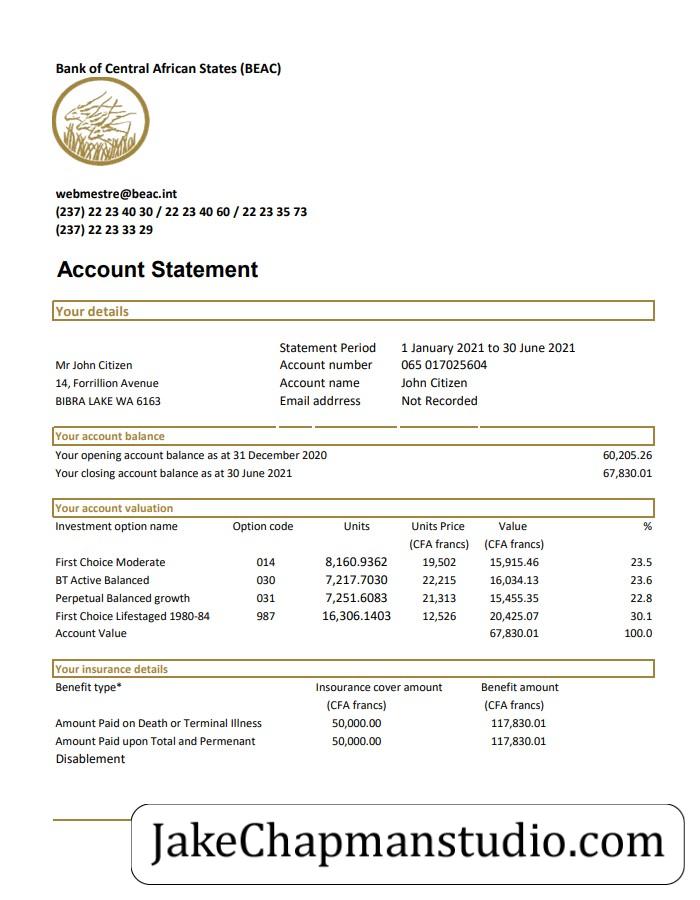 Bank of Central African States (BEAC)
webmestre@beac.int
(237) 22 23 40 30 / 22 23 40 60 / 22 23 35 73
(237) 22 23 33 29
Account Statement
Your details
Statement Period 1 January 2021 to 30 June 2021
Mr John Citizen Account number 065 017025604
14, Forrillion Avenue Account name John Citizen
BIBRA LAKE WA 6163 Email addrress Not Recorded
Your account balance
Your opening account balance as at 31 December 2020 60,205.26
Your closing account balance as at 30 June 2021 67,830.01
Your account valuation
Investment option name Option code Units Units Price Value %
(CFA francs) (CFA francs)
First Choice Moderate 014 8,160.9362 19,502 15,915.46 23.5
BT Active Balanced 030 7,217.7030 22,215 16,034.13 23.6
Perpetual Balanced growth 031 7,251.6083 21,313 15,455.35 22.8
First Choice Lifestaged 1980-84 987 16,306.1403 12,526 20,425.07 30.1
Account Value 67,830.01 100.0
Your insurance details
Benefit type* Insourance cover amount Benefit amount
(CFA francs) (CFA francs)
Amount Paid on Death or Terminal Illness 50,000.00 117,830.01
Amount Paid upon Total and Permenant 50,000.00 117,830.01
Disablement
JakeChapmanstudio.com